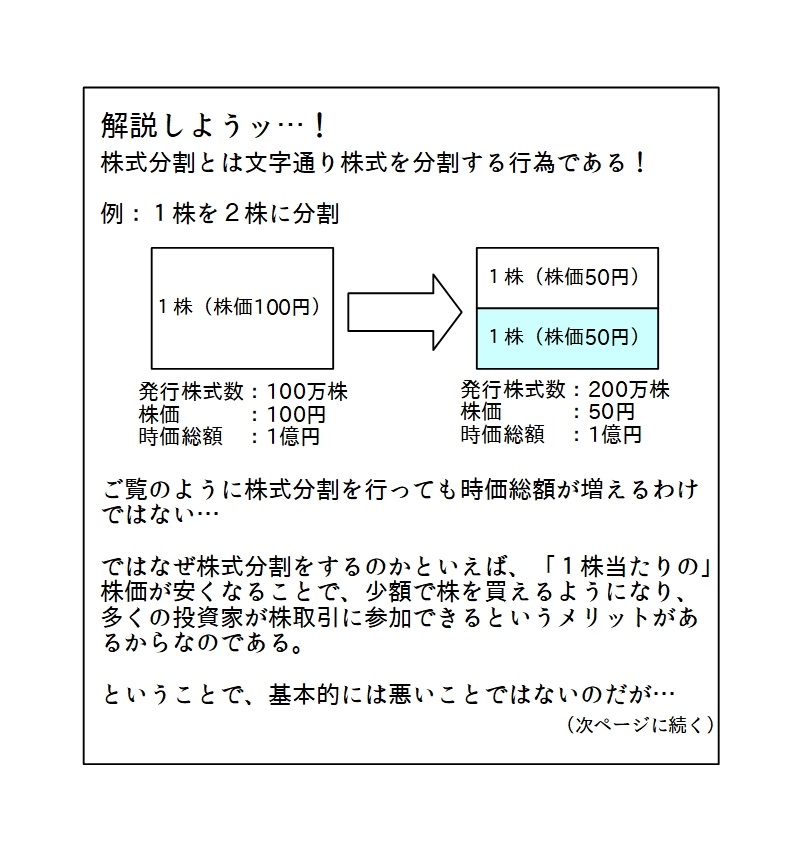 解説しようッ…！
株式分割とは文字通り株式を分割する行為である！
例：１株を２株に分割
１株（株価100円）
１株（株価50円）
１株（株価50円）
発行株式数：100万株
株価　　　：100円
時価総額　：1億円
発行株式数：200万株
株価　　　：50円
時価総額　：1億円
ご覧のように株式分割を行っても時価総額が増えるわけ
ではない…
ではなぜ株式分割をするのかといえば、「１株当たりの」
株価が安くなることで、少額で株を買えるようになり、
多くの投資家が株取引に参加できるというメリットがあ
るからなのである。
ということで、基本的には悪いことではないのだが…
（次ページに続く）